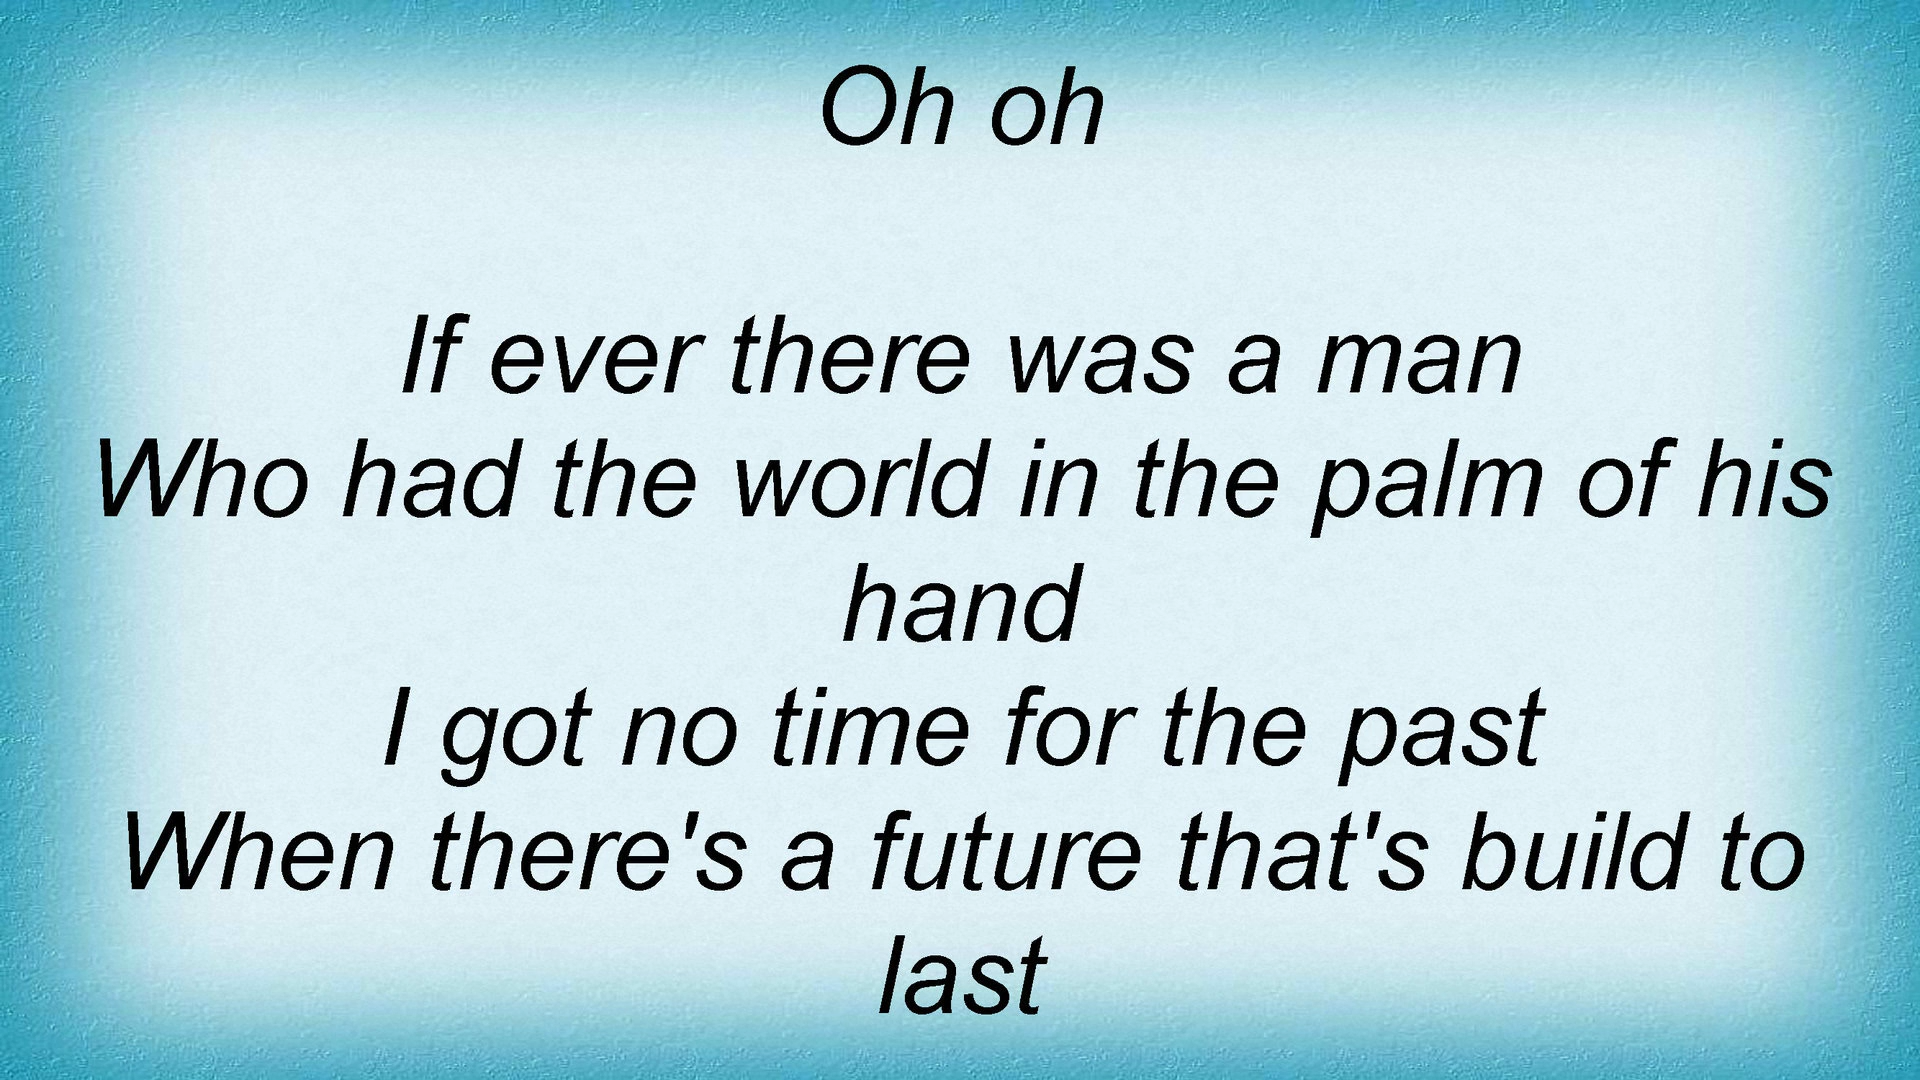 Oh oh
If ever there was a man
Who had the world in the palm of his
hand
I got no time for the past
When there's a future that's build to
last